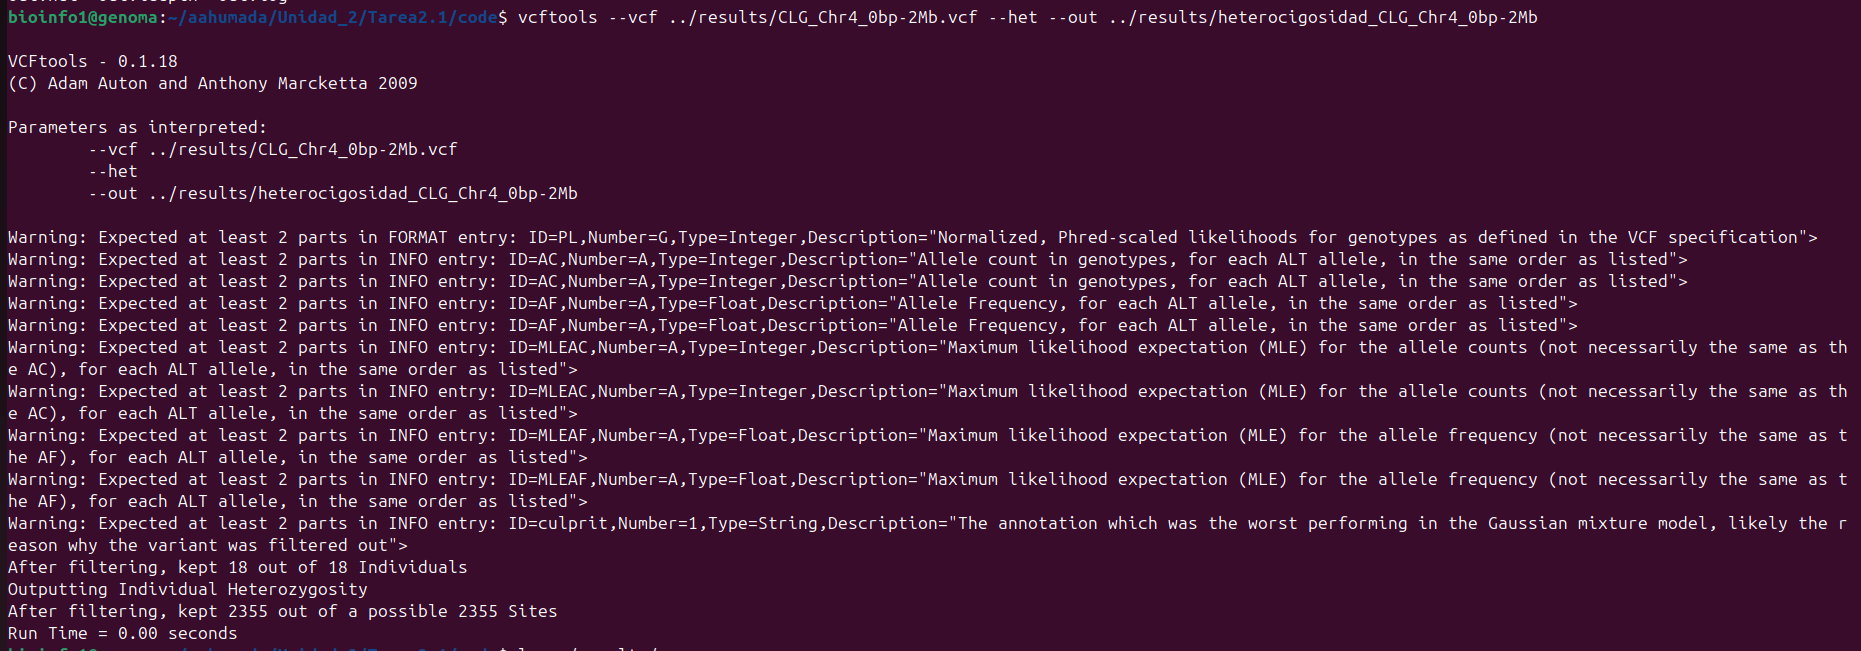 bioinfo1@genoma:~/aahumada/Unidad_2/Tarea2.1/code$ vcftools --vcf ../results/CLG_Chr4_0bp-2Mb.vcf --het --out ../results/heterocigosidad_CLG_Chr4_0bp-2Mb
VCFtools - 0.1.18
(C) Adam Auton and Anthony Marcketta 2009
Parameters as interpreted:
--vcf ../results/CLG_Chr4_0bp-2Mb.vcf
--het
--out ../results/heterocigosidad_CLG_Chr4_0bp-2Mb
Warning: Expected at least 2 parts in FORMAT entry: ID=PL,Number=G,Type=Integer,Description="Normalized, Phred-scaled likelihoods for genotypes as defined in the VCF specification">
Warning: Expected at least 2 parts in INFO entry: ID=AC,Number=A,Type=Integer,Description="Allele count in genotypes, for each ALT allele, in the same order as listed">
Warning: Expected at least 2 parts in INFO entry: ID=AC,Number=A,Type=Integer,Description="Allele count in genotypes, for each ALT allele, in the same order as listed">
Warning: Expected at least 2 parts in INFO entry: ID=AF,Number=A,Type=Float,Description="Allele Frequency, for each ALT allele, in the same order as listed">
Warning: Expected at least 2 parts in INFO entry: ID=AF,Number=A,Type=Float,Description="Allele Frequency, for each ALT allele, in the same order as listed">
Warning: Expected at least 2 parts in INFO entry: ID=MLEAC,Number=A,Type=Integer,Description="Maximum likelihood expectation (MLE) for the allele counts (not necessarily the same as th
e AC), for each ALT allele, in the same order as listed">
Warning: Expected at least 2 parts in INFO entry: ID=MLEAC,Number=A,Type=Integer,Description="Maximum likelihood expectation (MLE) for the allele counts (not necessarily the same as th
e AC), for each ALT allele, in the same order as listed">
Warning: Expected at least 2 parts in INFO entry: ID=MLEAF,Number=A,Type=Float,Description="Maximum likelihood expectation (MLE) for the allele frequency (not necessarily the same as t
he AF), for each ALT allele, in the same order as listed">
Warning: Expected at least 2 parts in INFO entry: ID=MLEAF,Number=A,Type=Float,Description="Maximum likelihood expectation (MLE) for the allele frequency (not necessarily the same as t
he AF), for each ALT allele, in the same order as listed">
Warning: Expected at least 2 parts in INFO entry: ID=culprit,Number=1,Type=String,Description="The annotation which was the worst performing in the Gaussian mixture model, likely the r
eason why the variant was filtered out">
After filtering, kept 18 out of 18 Individuals
Outputting Individual Heterozygosity
After filtering, kept 2355 out of a possible 2355 Sites
Run Time = 0.00 seconds